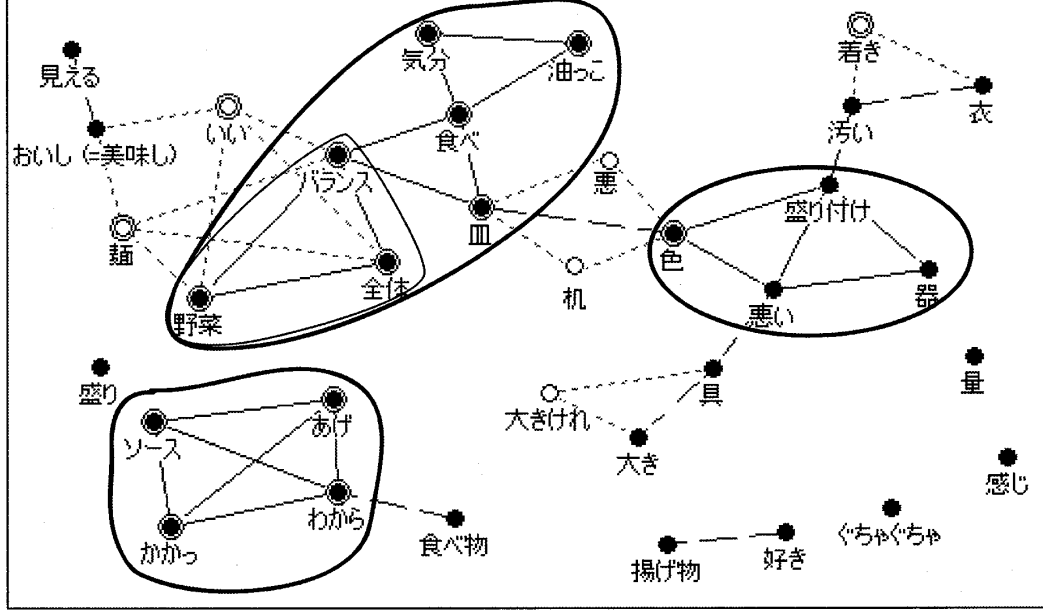 気分
油っこ
着き
見える
衣
いい
汚い
食べ
おいし (=美味し)
バランス
悪
盛り付け
皿
麺
色
全体
机
器
野菜
悪い
盛り
量
具
大きけれ
あげ
ソース
大き
感じ
わから
かかっ
食べ物
ぐちゃぐちゃ
好き
揚げ物